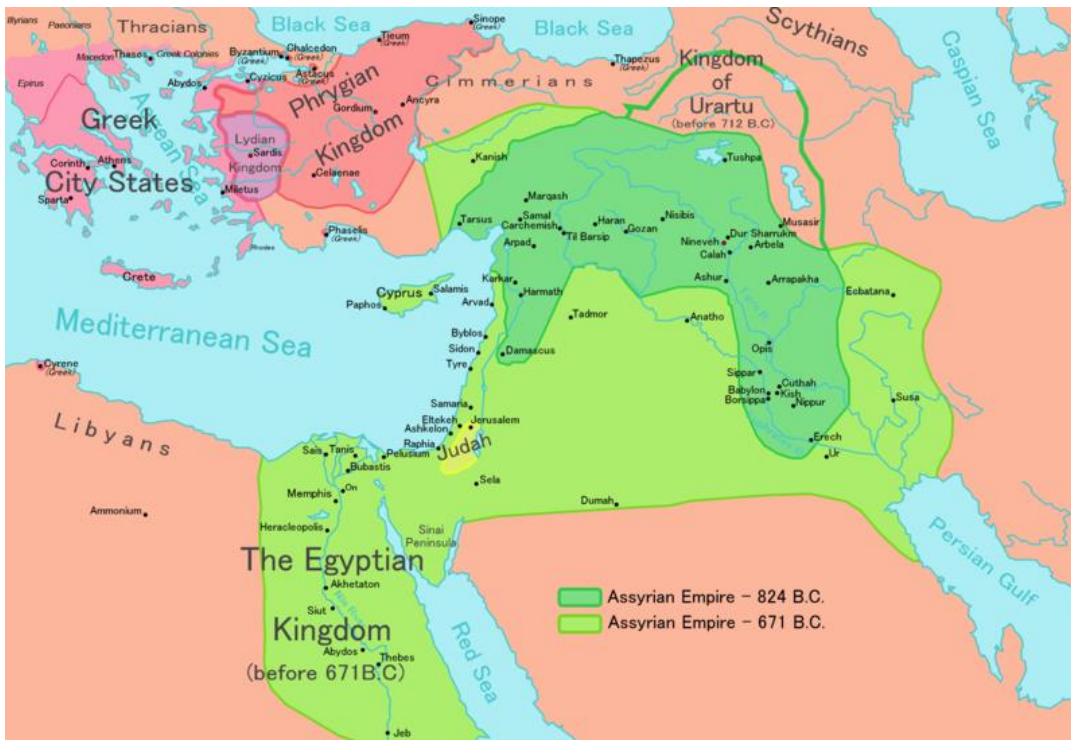 Illyrians
Paeonians
Thracians
Black Sea
Black Sea
Sinope
(Greek)
Scythians
Caspian Sea
Macedon
Thasos
Greek Colonies
Byzantium
(Greek)
Chalcedon
(Greek)
Tieum
(Greek)
Astacus
(Greek)
Cyzicus
Epirus
Abydos
Thapezus
(Greek)
Cimmerians
Kingdom
of
Urartu
(before 712 B.C)
Phrygian
Kingdom
Gordium
Ancyra
Greek
City States
Aegean Sea
Lydian
Kingdom
Sardis
Celaenae
Miletus
Corinth
Athens
Sparta
Kanish
Tushpa
Marqash
Samal
Carchemish
Til Barsip
Haran
Gozan
Nisibis
Musasir
Tarsus
Arpad
Nineveh
Dur Sharrukm
Calah
Arbela
Phaselis
(Greek)
Rhodes
Crete
Karkar
Harmath
Ashur
Arrapakha
Ecbatana
Cyprus
Salamis
Paphos
Arvad
Tadmor
Anatho
Tigris R.
Mediterranean Sea
Byblos
Sidon
Tyre
Damascus
Opis
Sippar
Cuthah
Babylon
Kish
Borsippa
Nippur
Susa
Cyrene
(Greek)
Samaria
Eltekeh
Jerusalem
Ashkelon
Raphia
Judah
Erech
Ur
Libyans
Sais
Tanis
Pelusium
Bubastis
Sela
On
Memphis
Dumah
Ammonium
Heracleopolis
Sinai
Peninsula
Persian Gulf
The Egyptian
Kingdom
(before 671B.C)
Akhetaton
Siut
Abydos
Thebes
Jeb
Red Sea
Assyrian Empire - 824 B.C.
Assyrian Empire - 671 B.C.